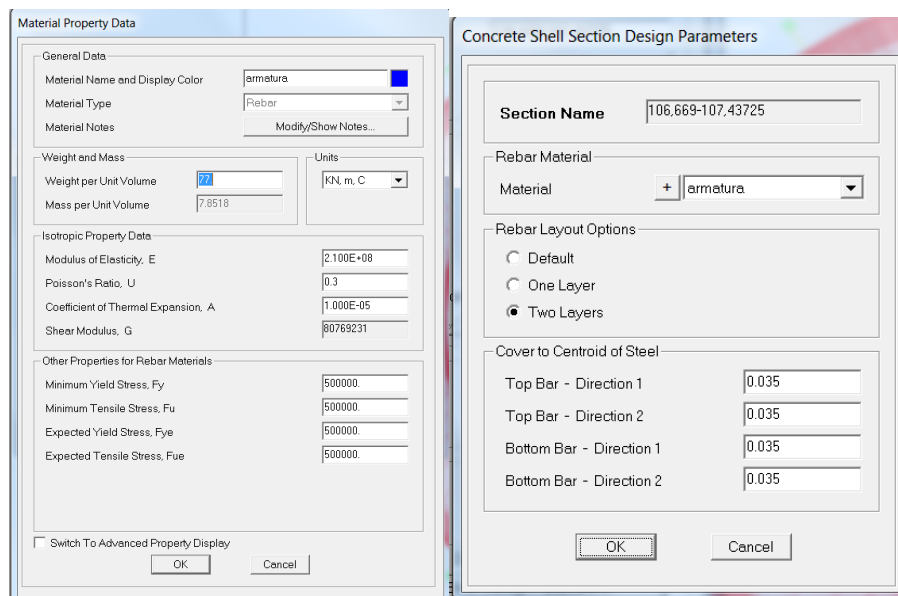 Material Property Data
General Data
Material Name and Display Color armatura
Material Type Rebar
Material Notes Modify/Show Notes...
Weight and Mass Units
Weight per Unit Volume 77 KN, m, C
Mass per Unit Volume 7.8518
Isotropic Property Data
Modulus of Elasticity, E 2.100E+08
Poisson's Ratio, U 0.3
Coefficient of Thermal Expansion, A 1.000E-05
Shear Modulus, G 80769231
Other Properties for Rebar Materials
Minimum Yield Stress, Fy 500000.
Minimum Tensile Stress, Fu 500000.
Expected Yield Stress, Fye 500000.
Expected Tensile Stress, Fue 500000.
Switch To Advanced Property Display
OK Cancel
Concrete Shell Section Design Parameters
Section Name 106,669-107,43725
Rebar Material
Material + armatura
Rebar Layout Options
Default
One Layer
Two Layers
Cover to Centroid of Steel
Top Bar - Direction 1 0.035
Top Bar - Direction 2 0.035
Bottom Bar - Direction 1 0.035
Bottom Bar - Direction 2 0.035
OK Cancel